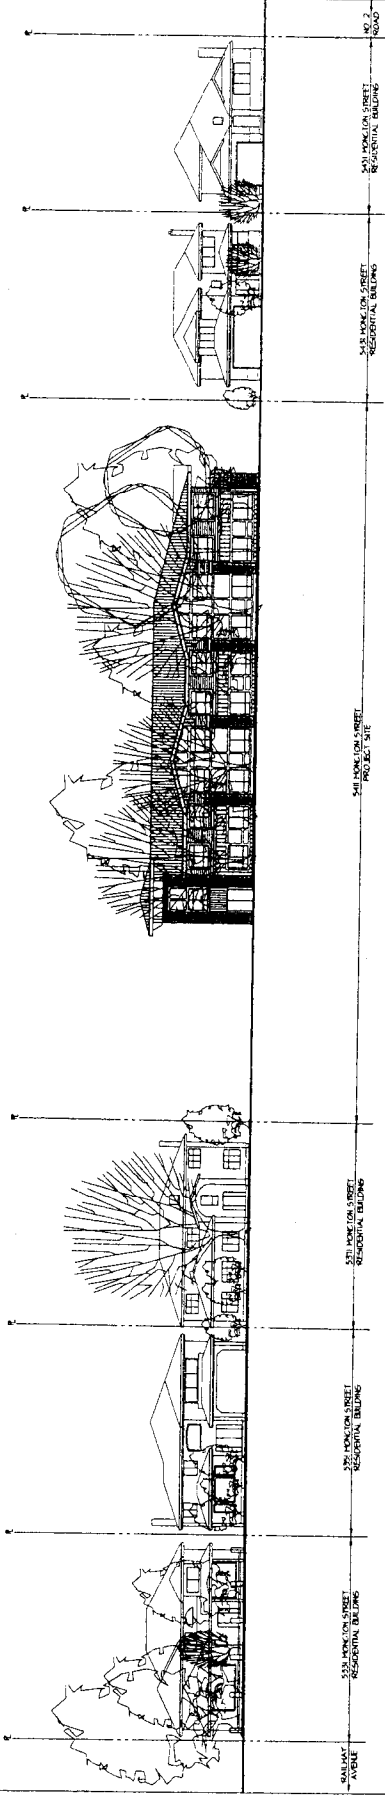 RAILWAY
AVENUE
5331 MONCTON STREET
RESIDENTIAL BUILDING
5351 MONCTON STREET
RESIDENTIAL BUILDING
5371 MONCTON STREET
RESIDENTIAL BUILDING
5411 MONCTON STREET
PROJECT SITE
5431 MONCTON STREET
RESIDENTIAL BUILDING
5451 MONCTON STREET
RESIDENTIAL BUILDING
NO. 2
ROAD